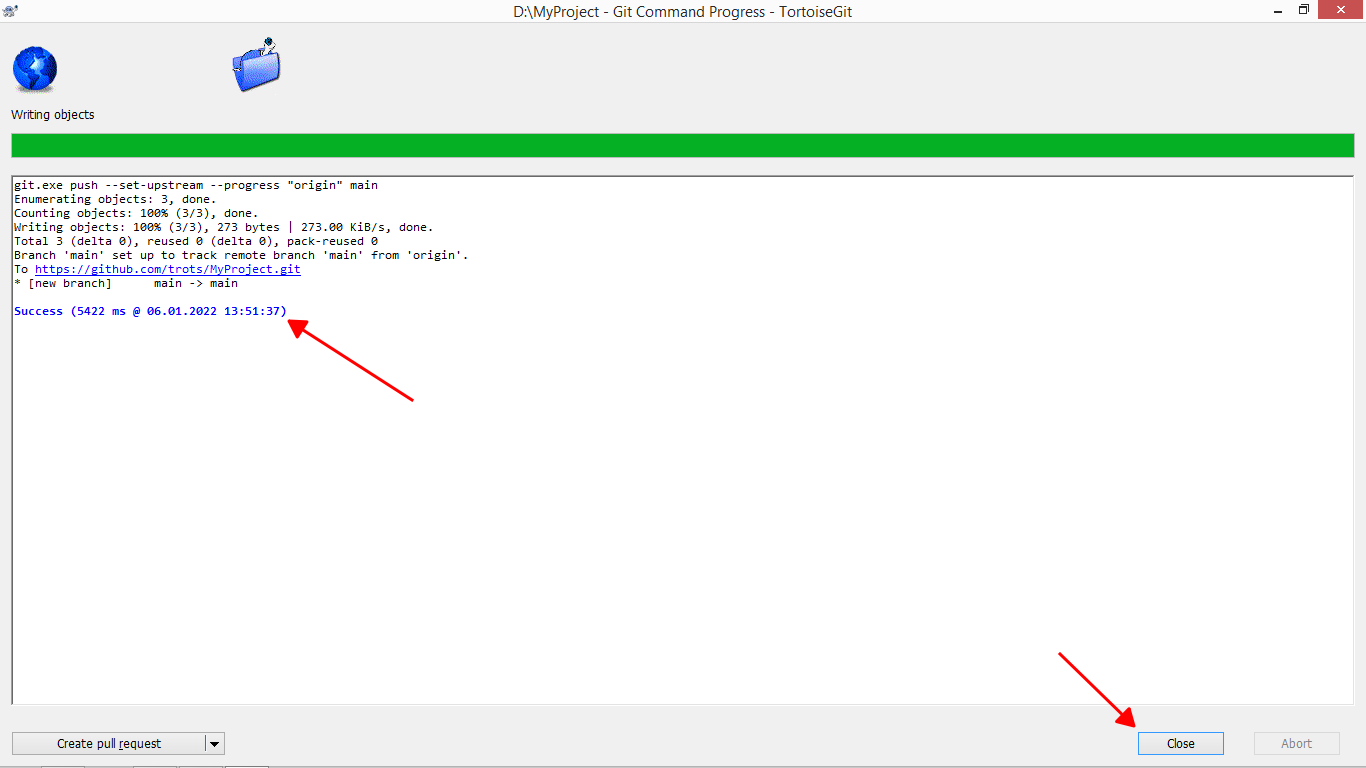 D:\MyProject - Git Command Progress - TortoiseGit
Writing objects
git.exe push --set-upstream --progress "origin" main
Enumerating objects: 3, done.
Counting objects: 100% (3/3), done.
Writing objects: 100% (3/3), 273 bytes | 273.00 KiB/s, done.
Total 3 (delta 0), reused 0 (delta 0), pack-reused 0
Branch 'main' set up to track remote branch 'main' from 'origin'.
To https://github.com/trots/MyProject.git
* [new branch]      main -> main
Success (5422 ms @ 06.01.2022 13:51:37)
Create pull request
Close
Abort